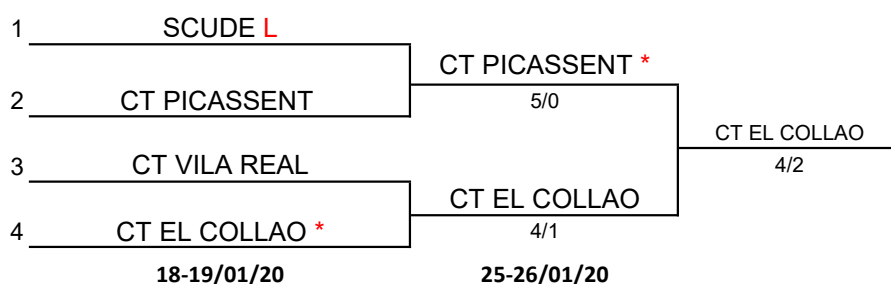 1 SCUDE L
CT PICASSENT *
2 CT PICASSENT
5/0
CT EL COLLAO
4/2
3 CT VILA REAL
CT EL COLLAO
4 CT EL COLLAO *
4/1
18-19/01/20
25-26/01/20